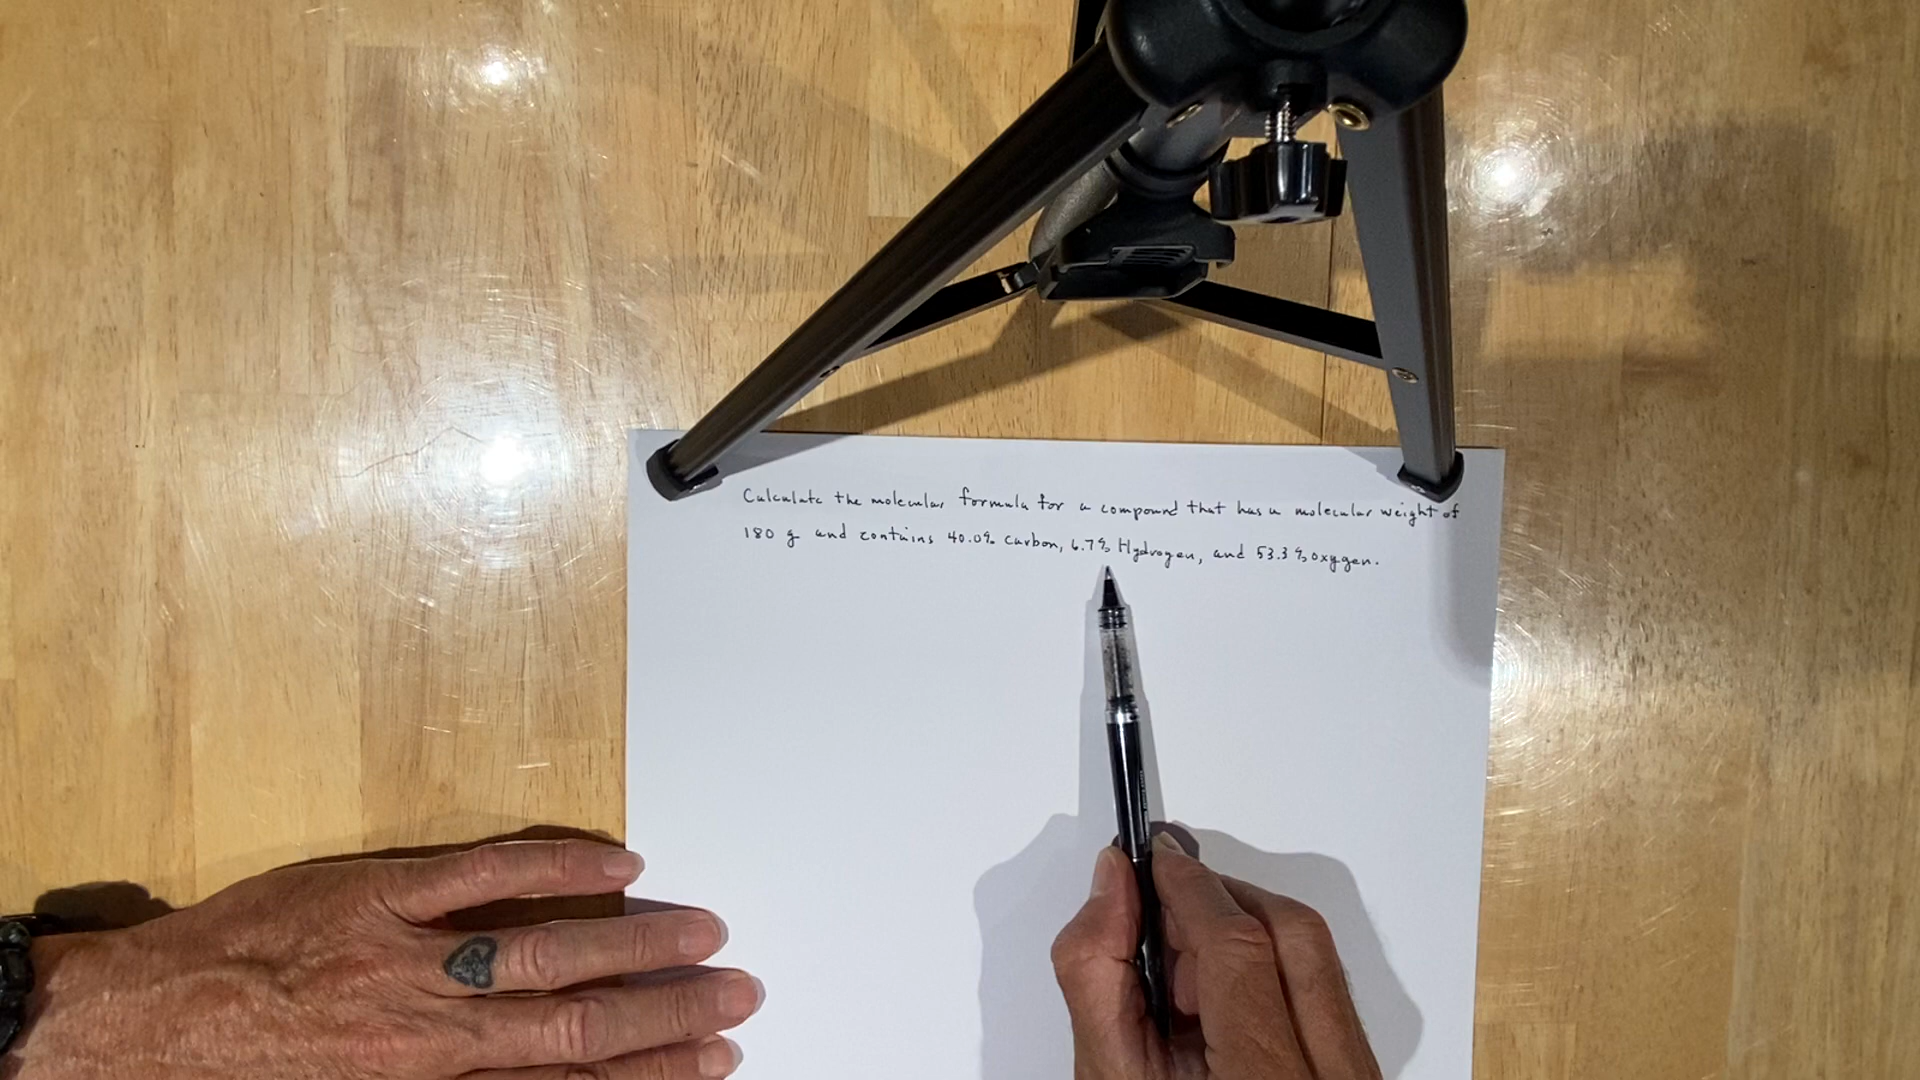 Calculate the molecular formula for a compound that has a molecular weight of
180 g and contains 40.0% carbon, 6.7% Hydrogen, and 53.3% oxygen.